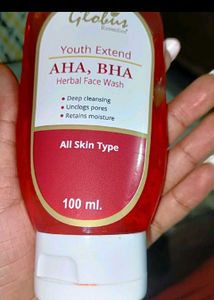 Globus
Remedies
Youth Extend
AHA, BHA
Herbal Face Wash
• Deep cleansing
• Unclogs pores
• Retains moisture
All Skin Type
100 ml.